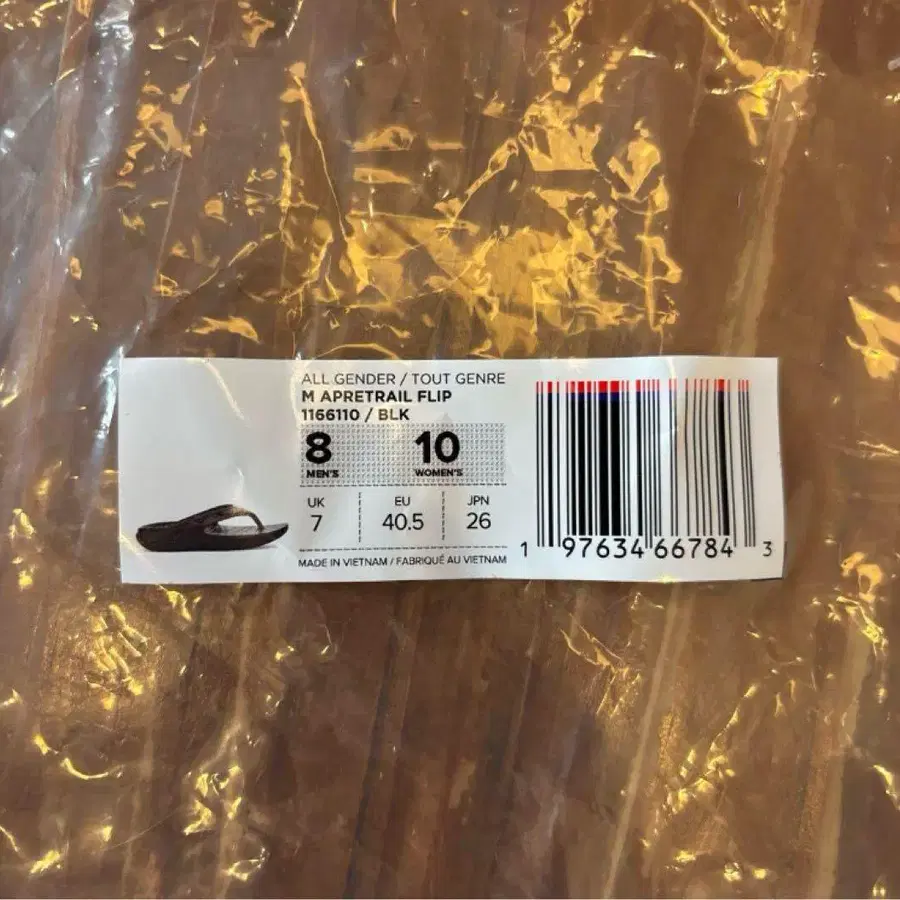 ALL GENDER / TOUT GENRE
M APRETRAIL FLIP
1166110 / BLK
8 10
MEN'S WOMEN'S
UK EU JPN
7 40.5 26
MADE IN VIETNAM / FABRIQUÉ AU VIETNAM
1 97634 66784 3